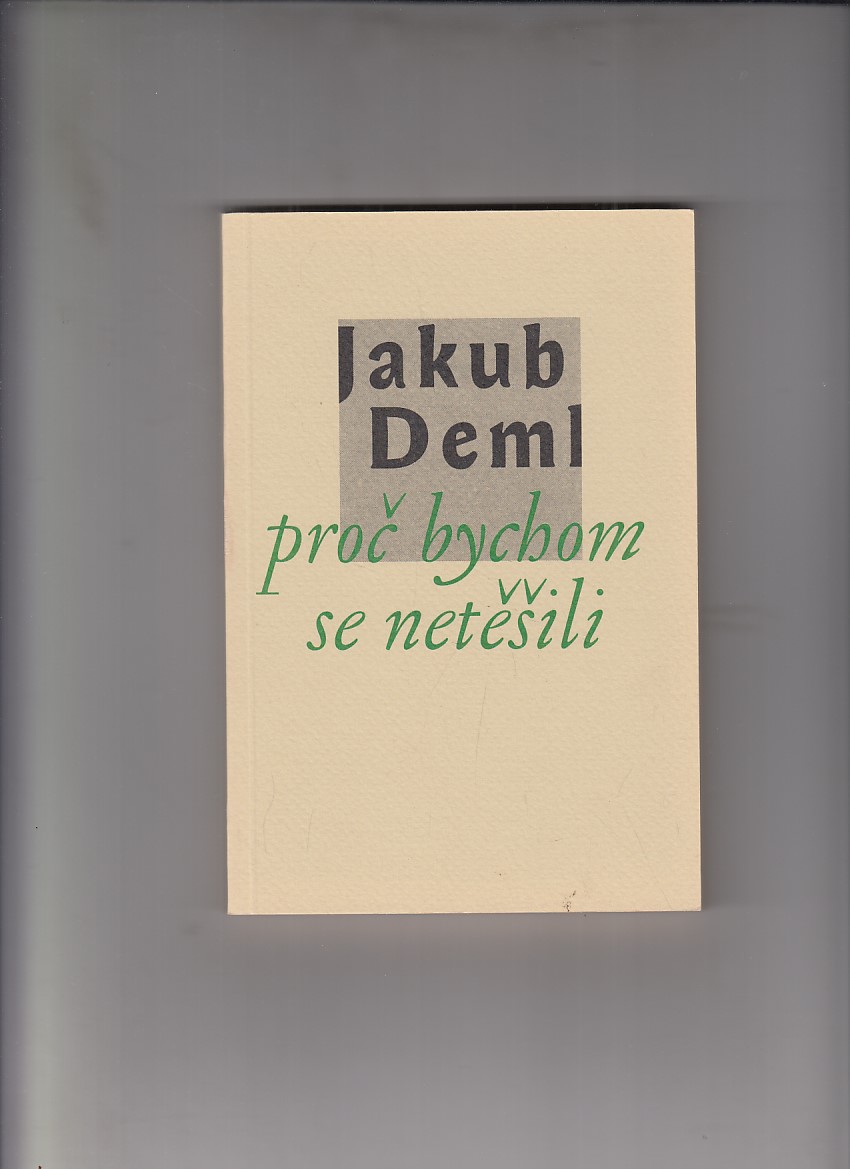 Jakub
Deml
proč bychom
se netěšili